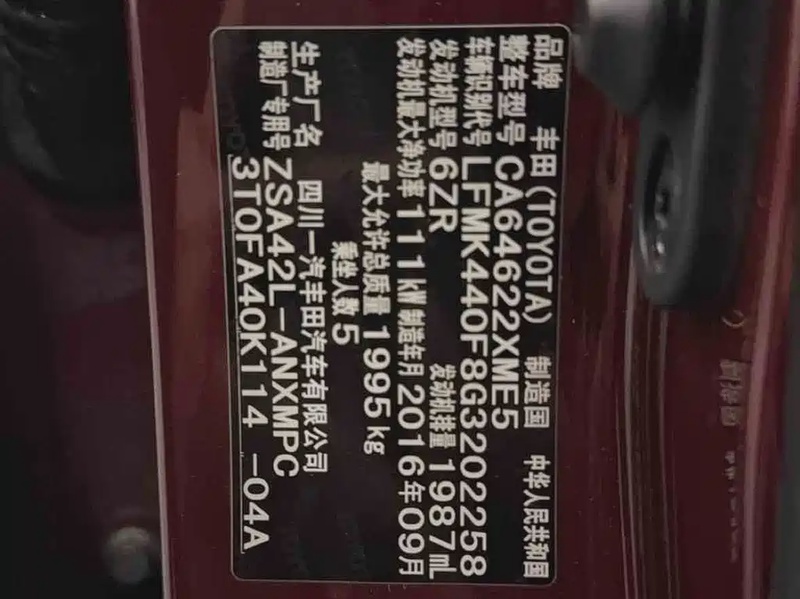 品牌 丰田(TOYOTA) 制造国 中华人民共和国
整车型号 CA64622XME5
车辆识别代号 LFMK440F8G3202258
发动机型号 6ZR 发动机排量 1987mL
发动机最大净功率 111kW 制造年月 2016年09月
最大允许总质量 1995kg
乘坐人数 5
生产厂名 四川一汽丰田汽车有限公司
制造厂专用号 ZSA42L-ANXMPC
3T0FA40K114 -04A